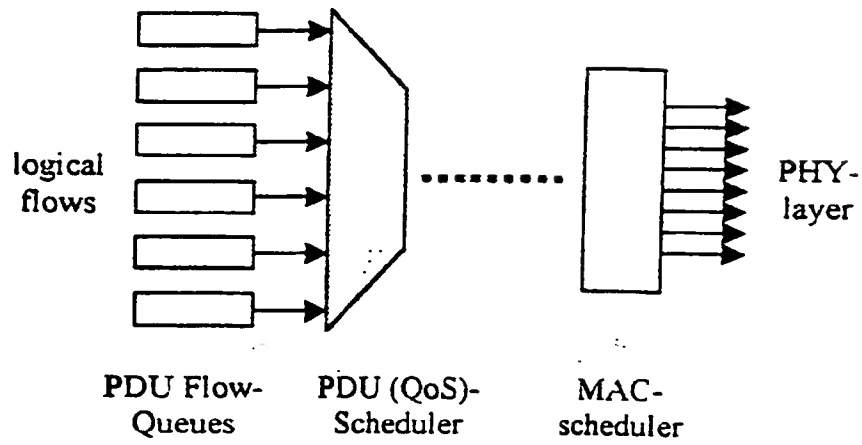 logical
flows
PHY-
layer
PDU Flow-
Queues
PDU (QoS)-
Scheduler
MAC-
scheduler